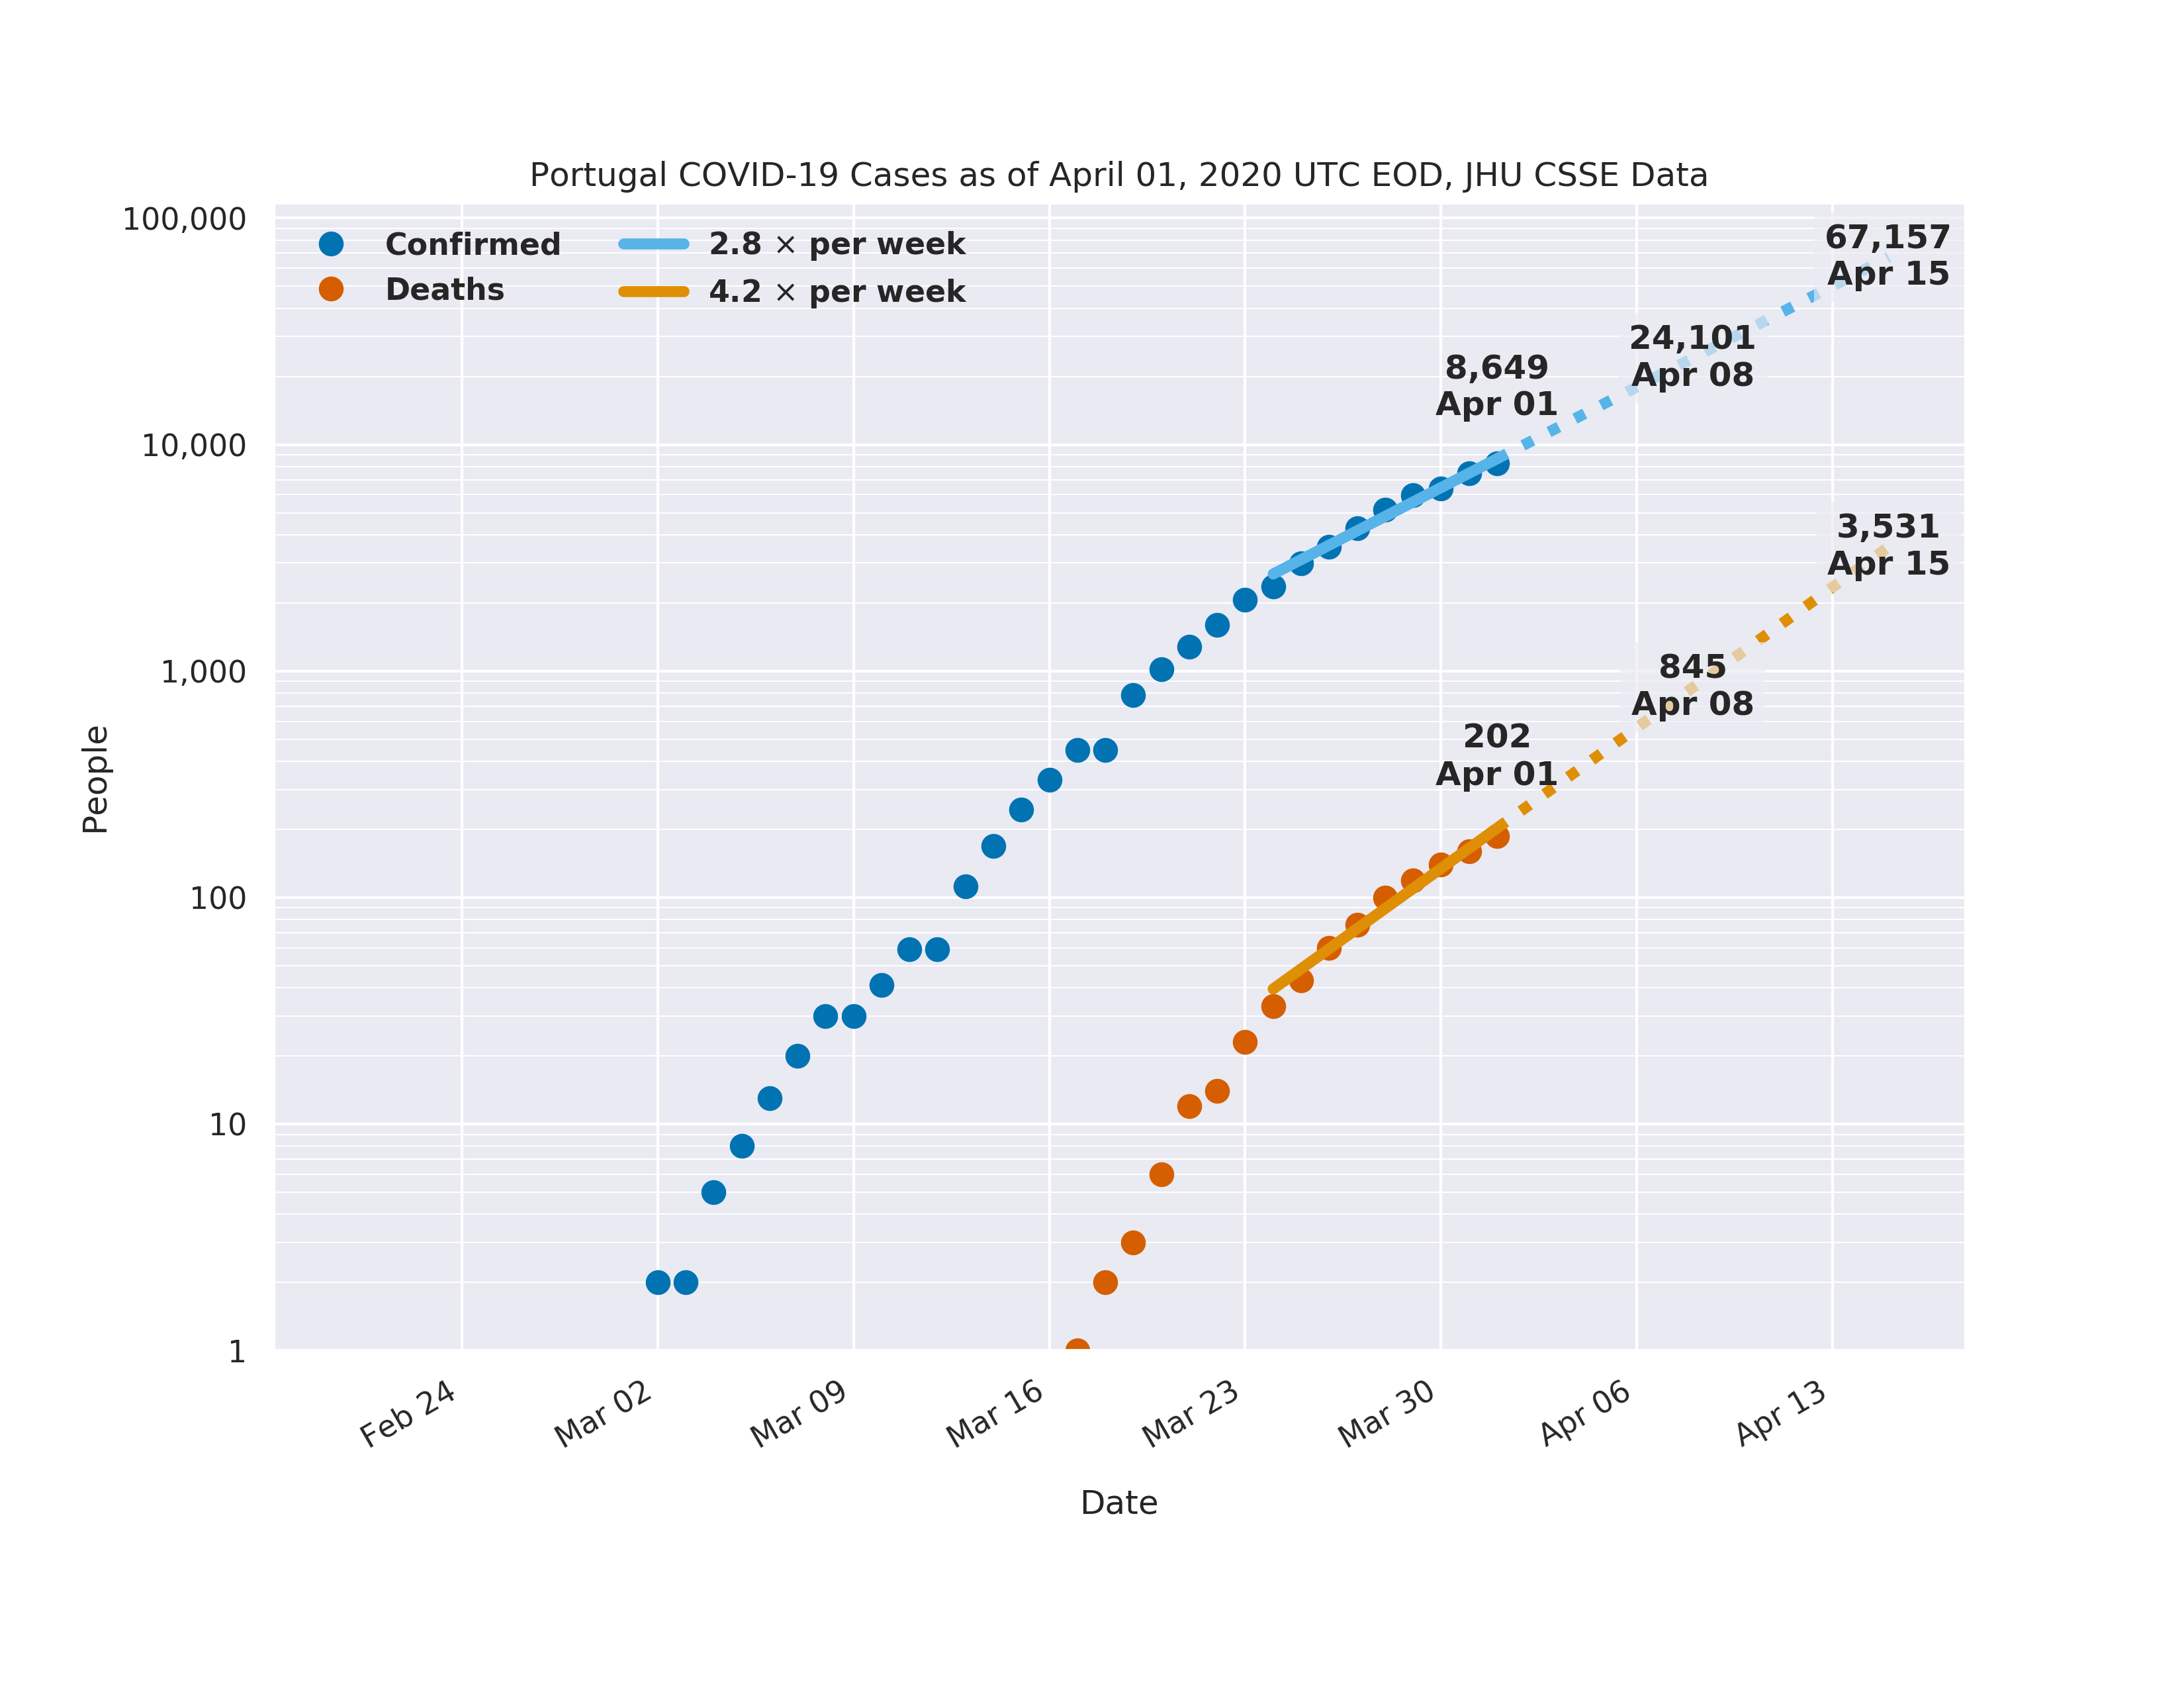 Portugal COVID-19 Cases as of April 01, 2020 UTC EOD, JHU CSSE Data
Confirmed
Deaths
2.8 × per week
4.2 × per week
100,000
10,000
1,000
100
10
1
People
67,157
Apr 15
24,101
Apr 08
8,649
Apr 01
3,531
Apr 15
845
Apr 08
202
Apr 01
Feb 24
Mar 02
Mar 09
Mar 16
Mar 23
Mar 30
Apr 06
Apr 13
Date